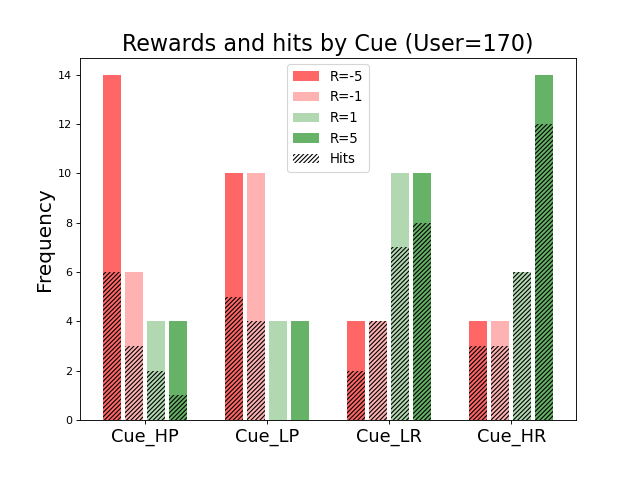 Rewards and hits by Cue (User=170)
R=-5
R=-1
R=1
R=5
Hits
Frequency
14
12
10
8
6
4
2
0
Cue_HP Cue_LP Cue_LR Cue_HR